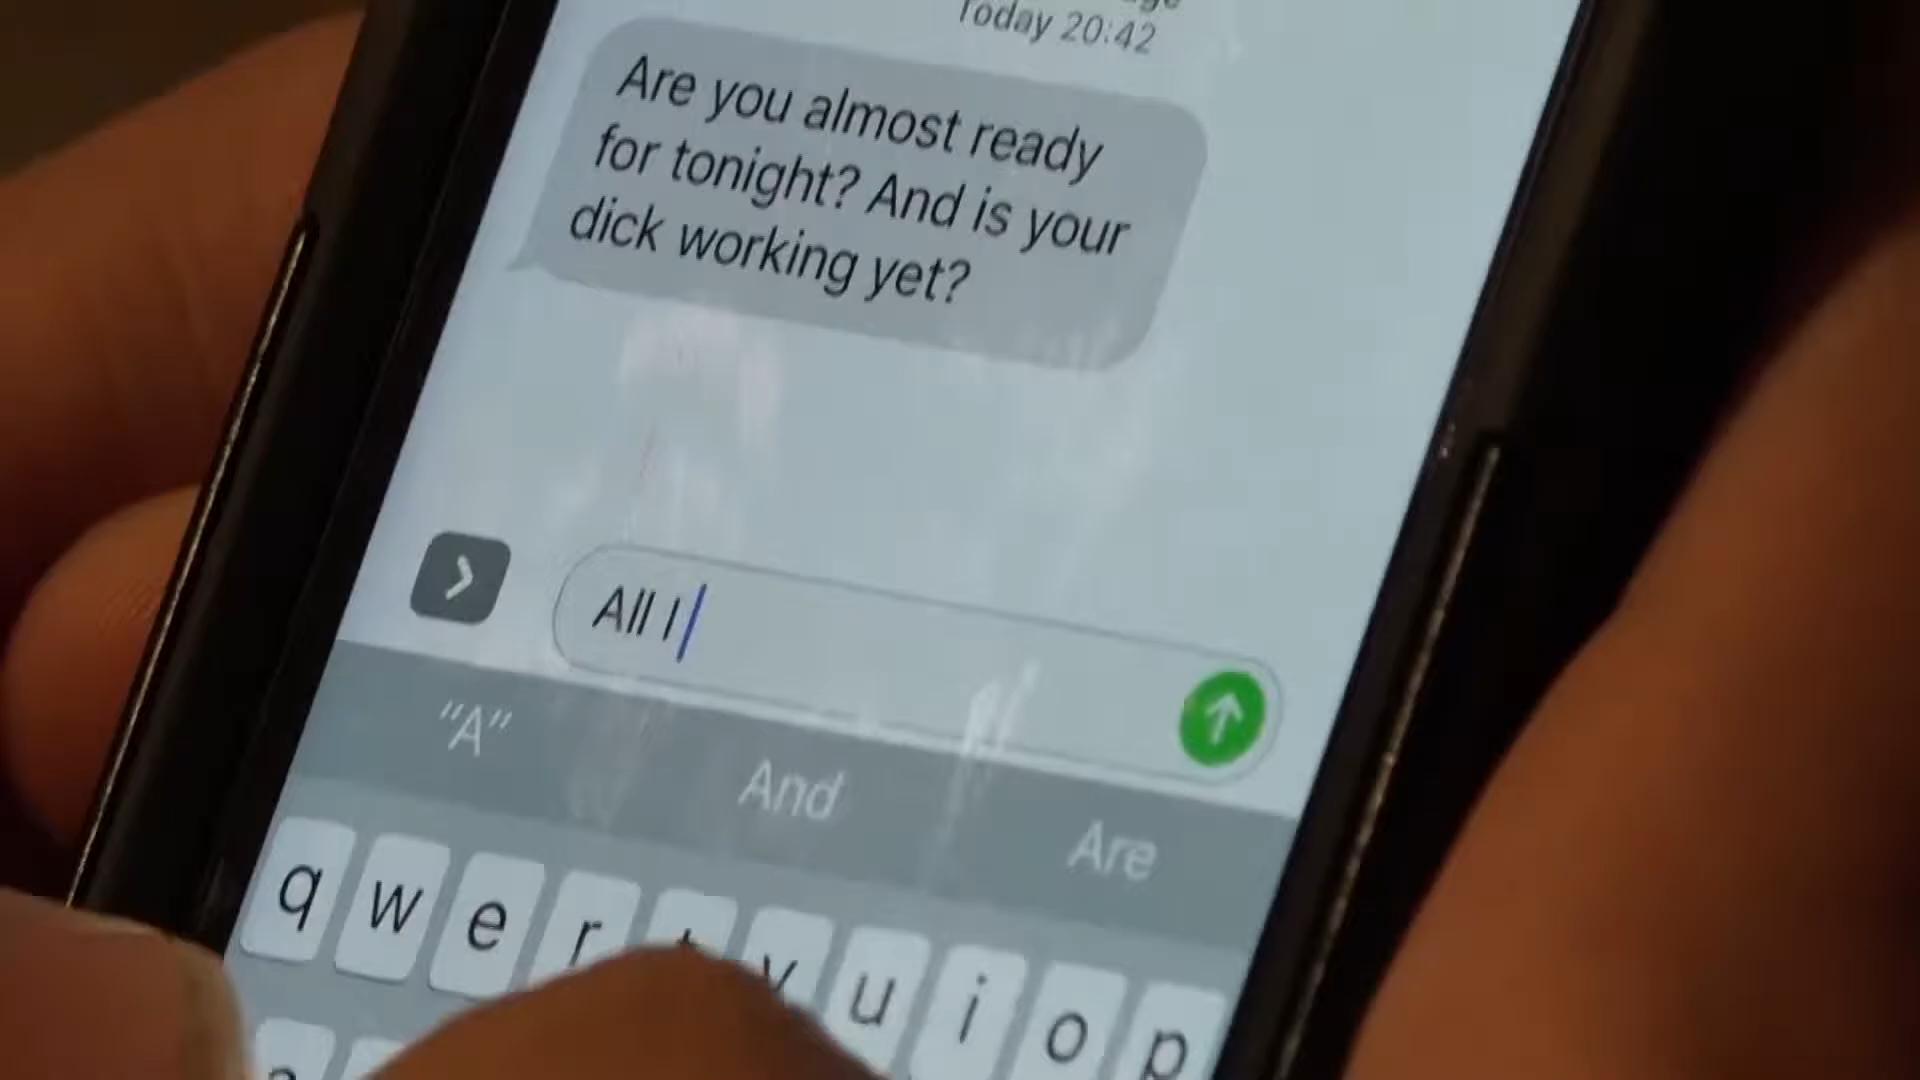 Today 20:42
Are you almost ready
for tonight? And is your
dick working yet?
All I
"A"
And
Are
q w e r t y u i o p